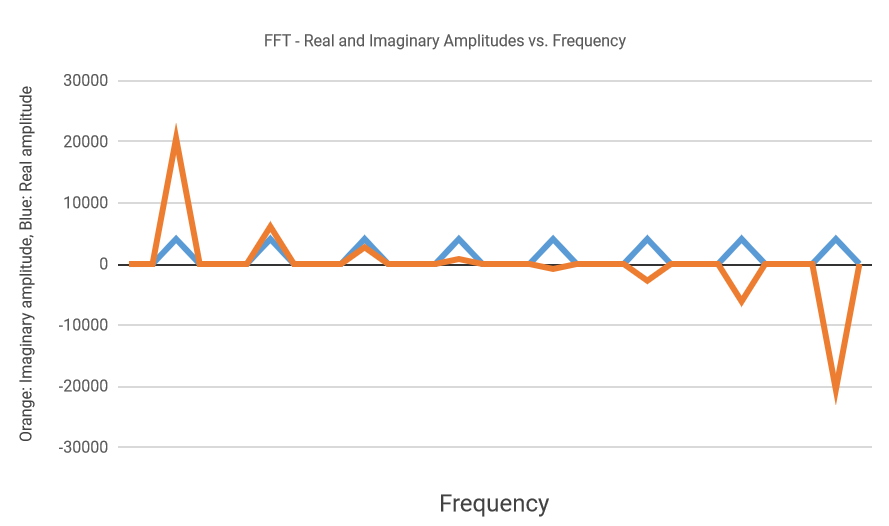 FFT - Real and Imaginary Amplitudes vs. Frequency
Orange: Imaginary amplitude, Blue: Real amplitude
30000
20000
10000
0
-10000
-20000
-30000
Frequency